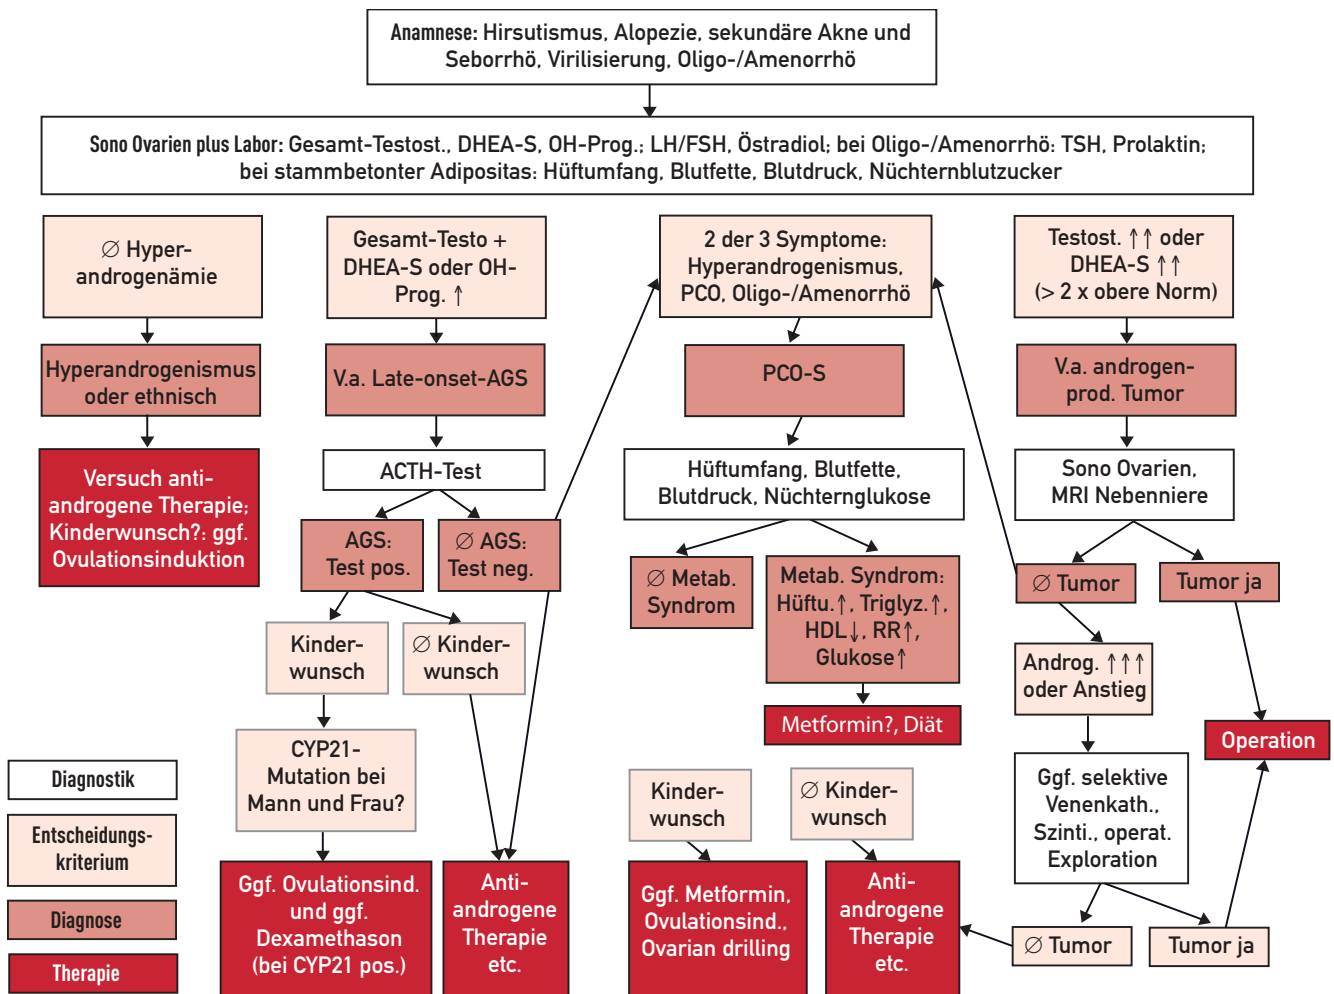 Anamnese: Hirsutismus, Alopezie, sekundäre Akne und
Seborrhö, Virilisierung, Oligo-/Amenorrhö
Sono Ovarien plus Labor: Gesamt-Testost., DHEA-S, OH-Prog.; LH/FSH, Östradiol; bei Oligo-/Amenorrhö: TSH, Prolaktin;
bei stammbetonter Adipositas: Hüftumfang, Blutfette, Blutdruck, Nüchternblutzucker
∅ Hyper-
androgenämie
Hyperandrogenismus
oder ethnisch
Versuch anti-
androgene Therapie;
Kinderwunsch?: ggf.
Ovulationsinduktion
Gesamt-Testo +
DHEA-S oder OH-
Prog. ↑
V.a. Late-onset-AGS
ACTH-Test
AGS:
Test pos.
∅ AGS:
Test neg.
Kinder-
wunsch
∅ Kinder-
wunsch
CYP21-
Mutation bei
Mann und Frau?
Ggf. Ovulationsind.
und ggf.
Dexamethason
(bei CYP21 pos.)
Anti-
androgene
Therapie
etc.
2 der 3 Symptome:
Hyperandrogenismus,
PCO, Oligo-/Amenorrhö
PCO-S
Hüftumfang, Blutfette,
Blutdruck, Nüchternglukose
∅ Metab.
Syndrom
Metab. Syndrom:
Hüftu.↑, Triglyz.↑,
HDL↓, RR↑,
Glukose↑
Metformin?, Diät
Kinder-
wunsch
∅ Kinder-
wunsch
Ggf. Metformin,
Ovulationsind.,
Ovarian drilling
Anti-
androgene
Therapie
etc.
Testost. ↑↑ oder
DHEA-S ↑↑
(> 2 x obere Norm)
V.a. androgen-
prod. Tumor
Sono Ovarien,
MRI Nebenniere
∅ Tumor
Tumor ja
Androg. ↑↑↑
oder Anstieg
Operation
Ggf. selektive
Venenkath.,
Szinti., operat.
Exploration
∅ Tumor
Tumor ja
Diagnostik
Entscheidungs-
kriterium
Diagnose
Therapie